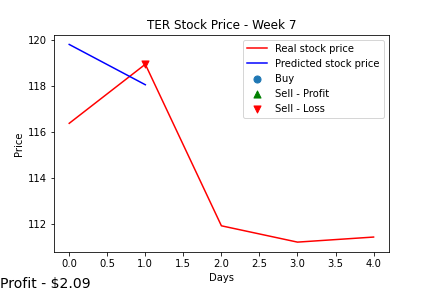 TER Stock Price - Week 7
120
118
116
114
112
Price
Real stock price
Predicted stock price
Buy
Sell - Profit
Sell - Loss
0.0 0.5 1.0 1.5 2.0 2.5 3.0 3.5 4.0
Days
Profit - $2.09